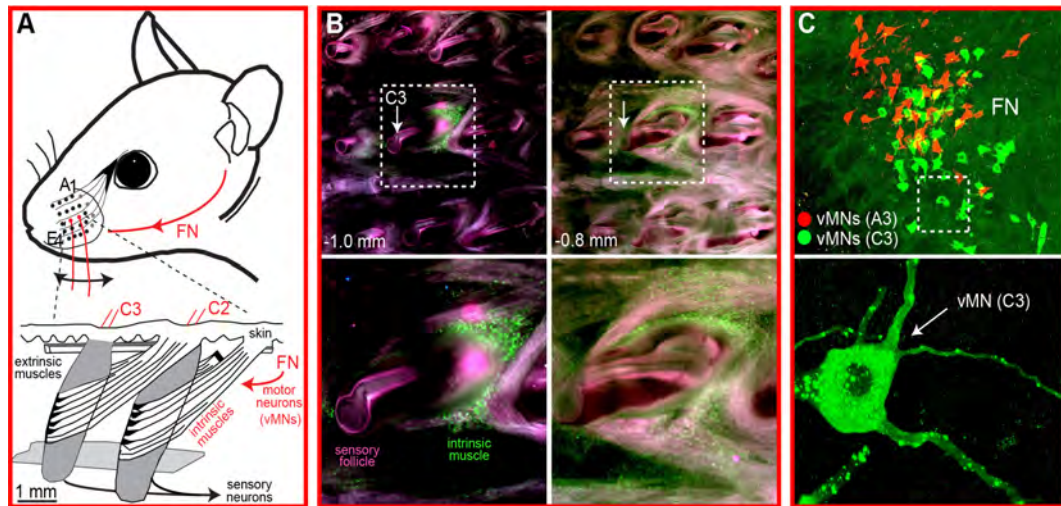 A
A1
E4
FN
C3
C2
skin
extrinsic
muscles
FN
motor
neurons
(vMNs)
intrinsic
muscles
sensory
neurons
1 mm
B
C3
-1.0 mm
-0.8 mm
sensory
follicle
intrinsic
muscle
C
FN
vMNs (A3)
vMNs (C3)
vMN (C3)